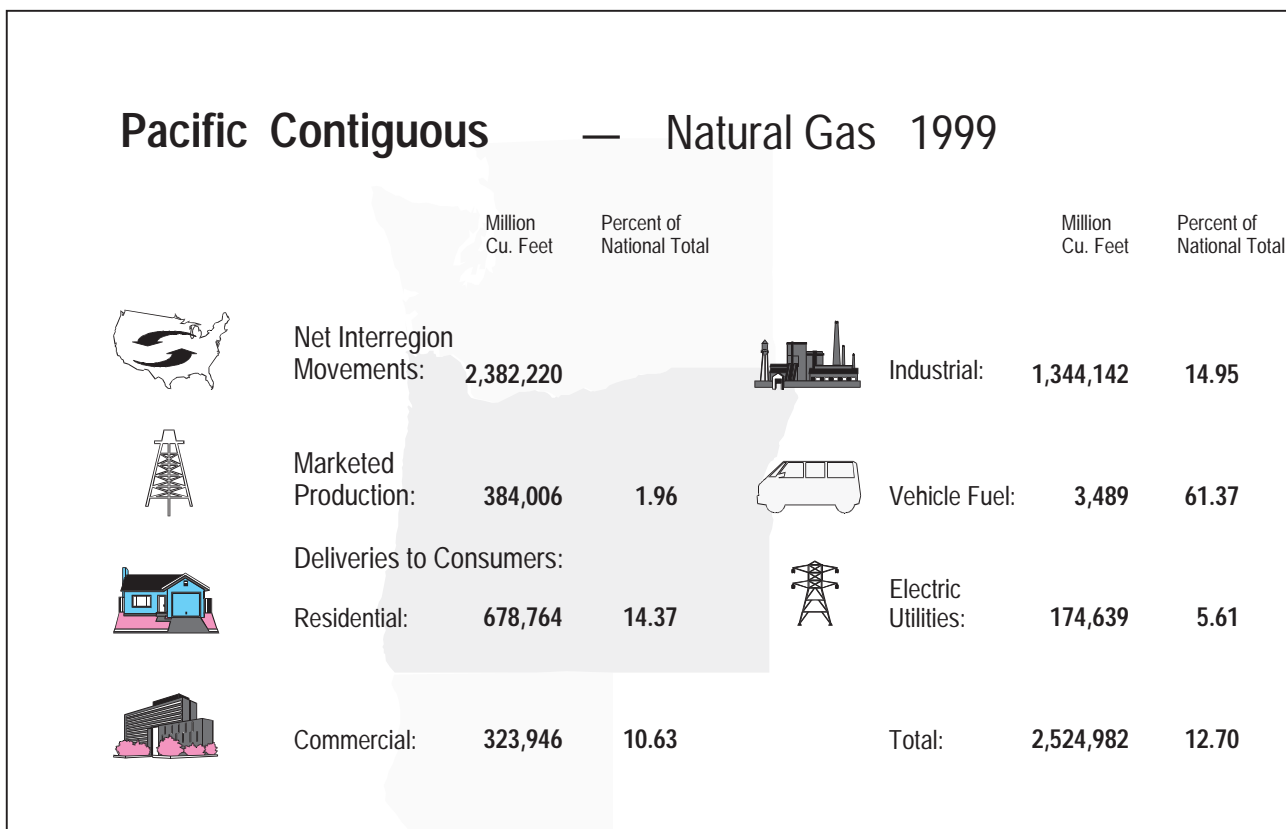 Pacific Contiguous — Natural Gas 1999
Million
Cu. Feet
Percent of
National Total
Net Interregion
Movements: 2,382,220
Marketed
Production: 384,006 1.96
Deliveries to Consumers:
Residential: 678,764 14.37
Commercial: 323,946 10.63
Million
Cu. Feet
Percent of
National Total
Industrial: 1,344,142 14.95
Vehicle Fuel: 3,489 61.37
Electric
Utilities: 174,639 5.61
Total: 2,524,982 12.70